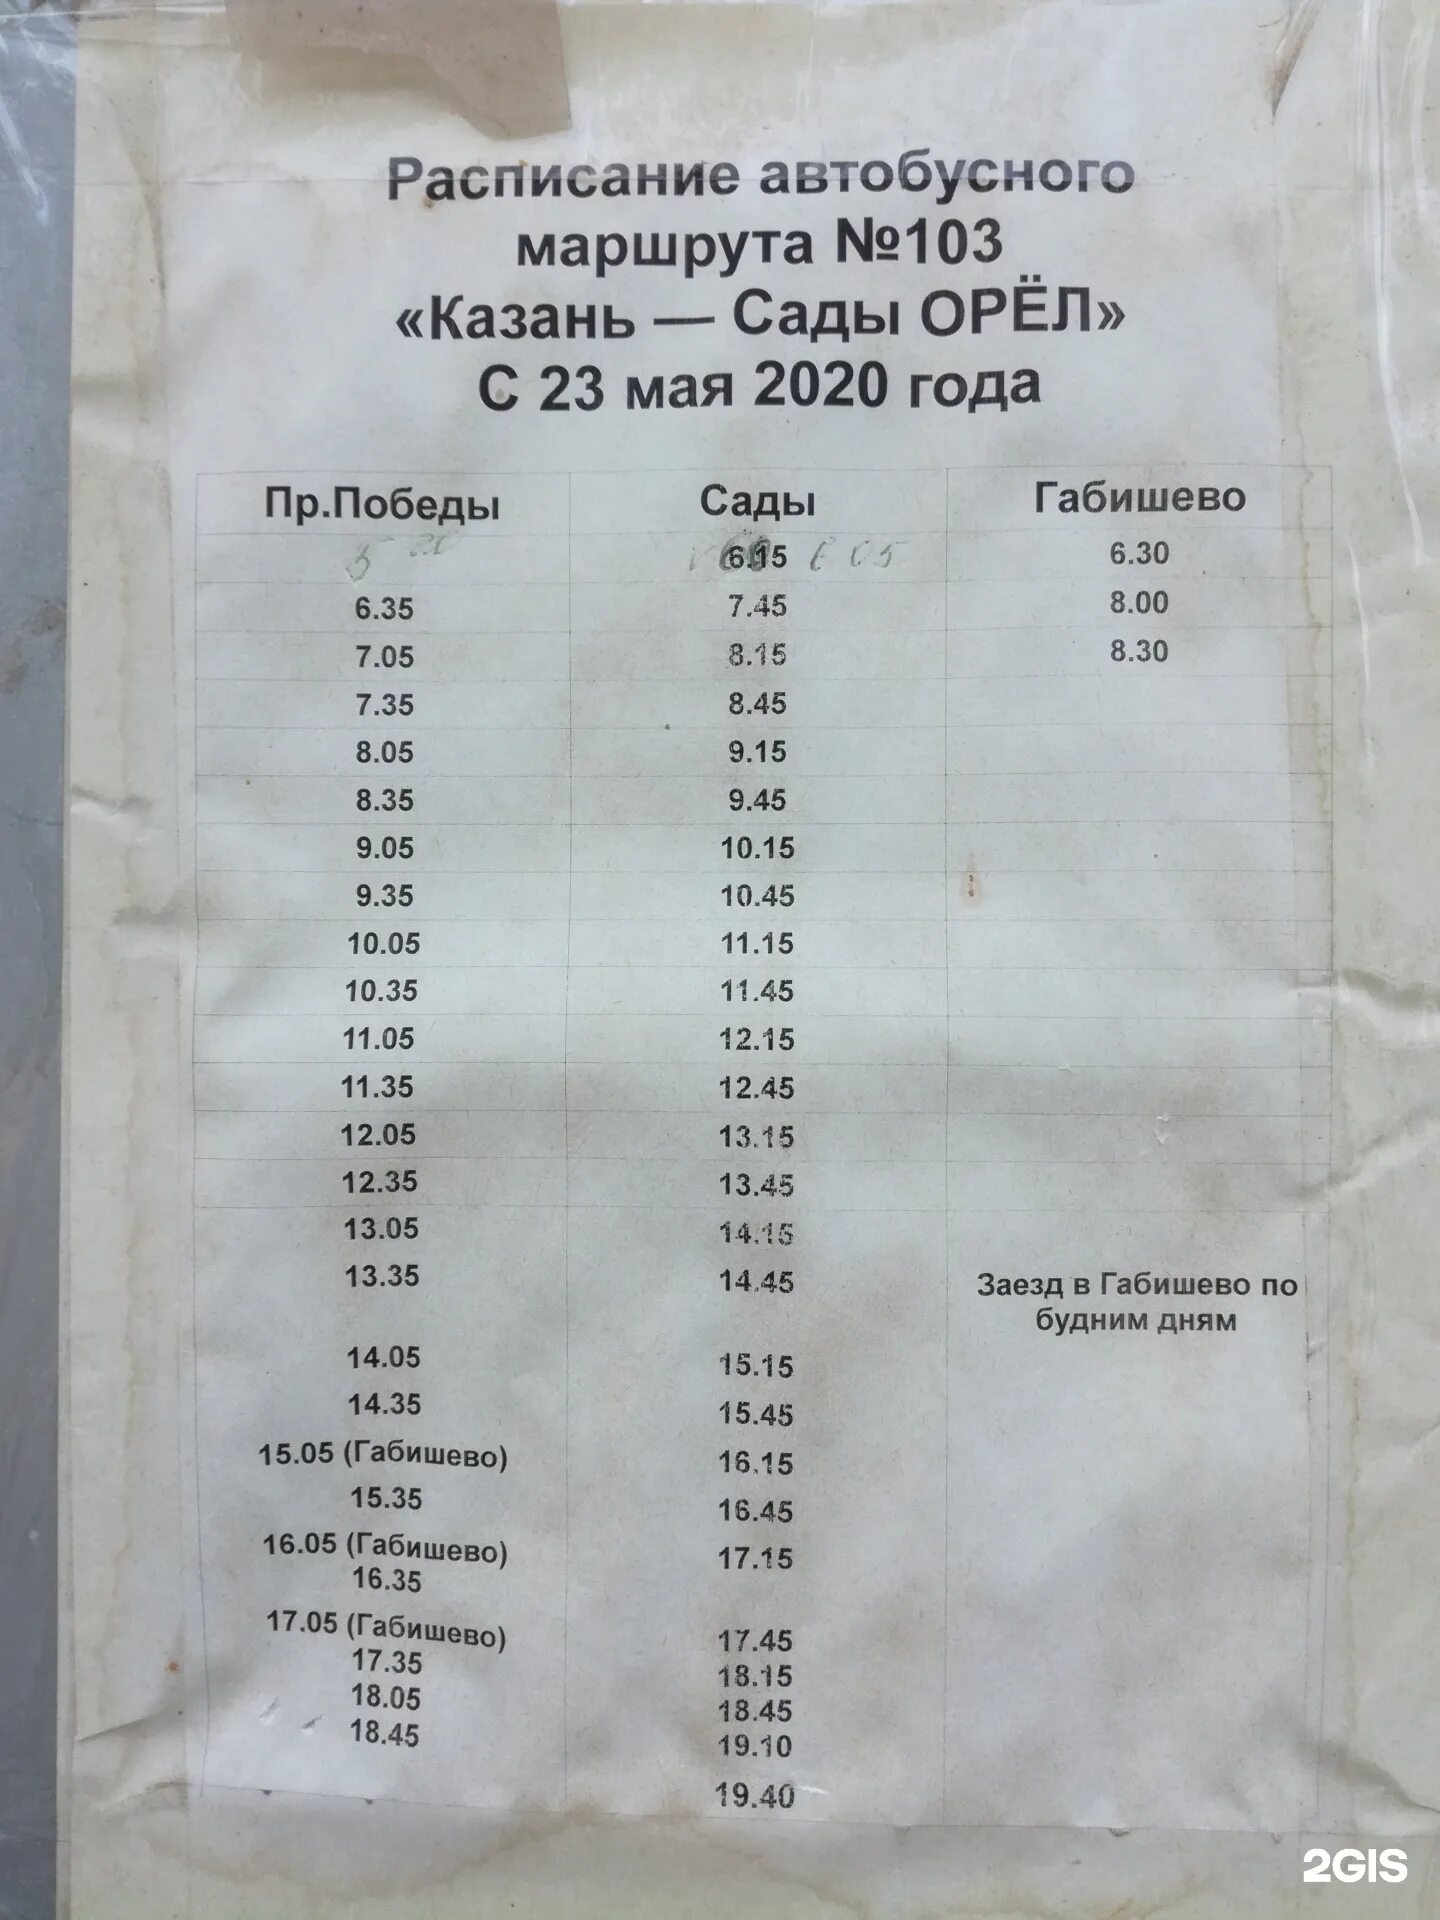 Расписание автобусного
маршрута №103
«Казань — Сады ОРЁЛ»
С 23 мая 2020 года
Пр.Победы Сады Габишево
6.15 6 05 6.30
6.35 7.45 8.00
7.05 8.15 8.30
7.35 8.45
8.05 9.15
8.35 9.45
9.05 10.15
9.35 10.45
10.05 11.15
10.35 11.45
11.05 12.15
11.35 12.45
12.05 13.15
12.35 13.45
13.05 14.15
13.35 14.45 Заезд в Габишево по
будним дням
14.05 15.15
14.35 15.45
15.05 (Габишево) 16.15
15.35 16.45
16.05 (Габишево) 17.15
16.35
17.05 (Габишево) 17.45
17.35 18.15
18.05 18.45
18.45 19.10
19.40
2GIS